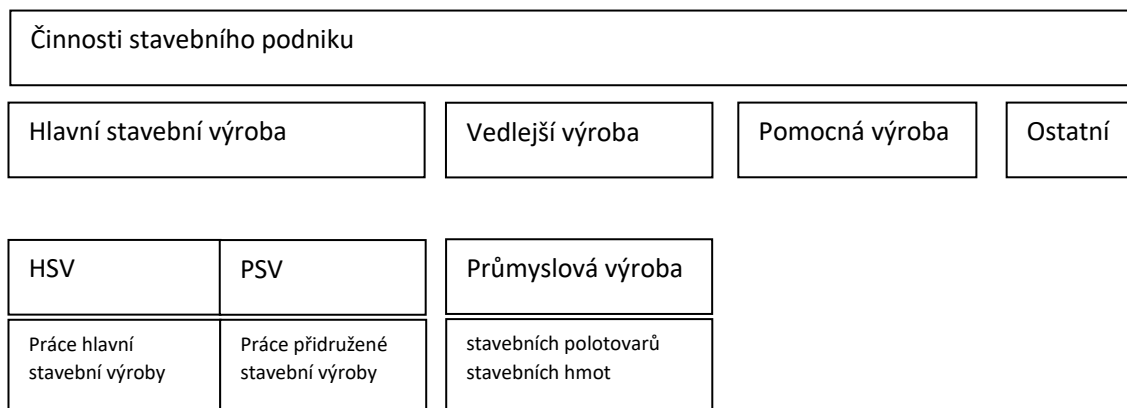 Činnosti stavebního podniku
Hlavní stavební výroba
Vedlejší výroba
Pomocná výroba
Ostatní
HSV
PSV
Průmyslová výroba
Práce hlavní
stavební výroby
Práce přidružené
stavební výroby
stavebních polotovarů
stavebních hmot